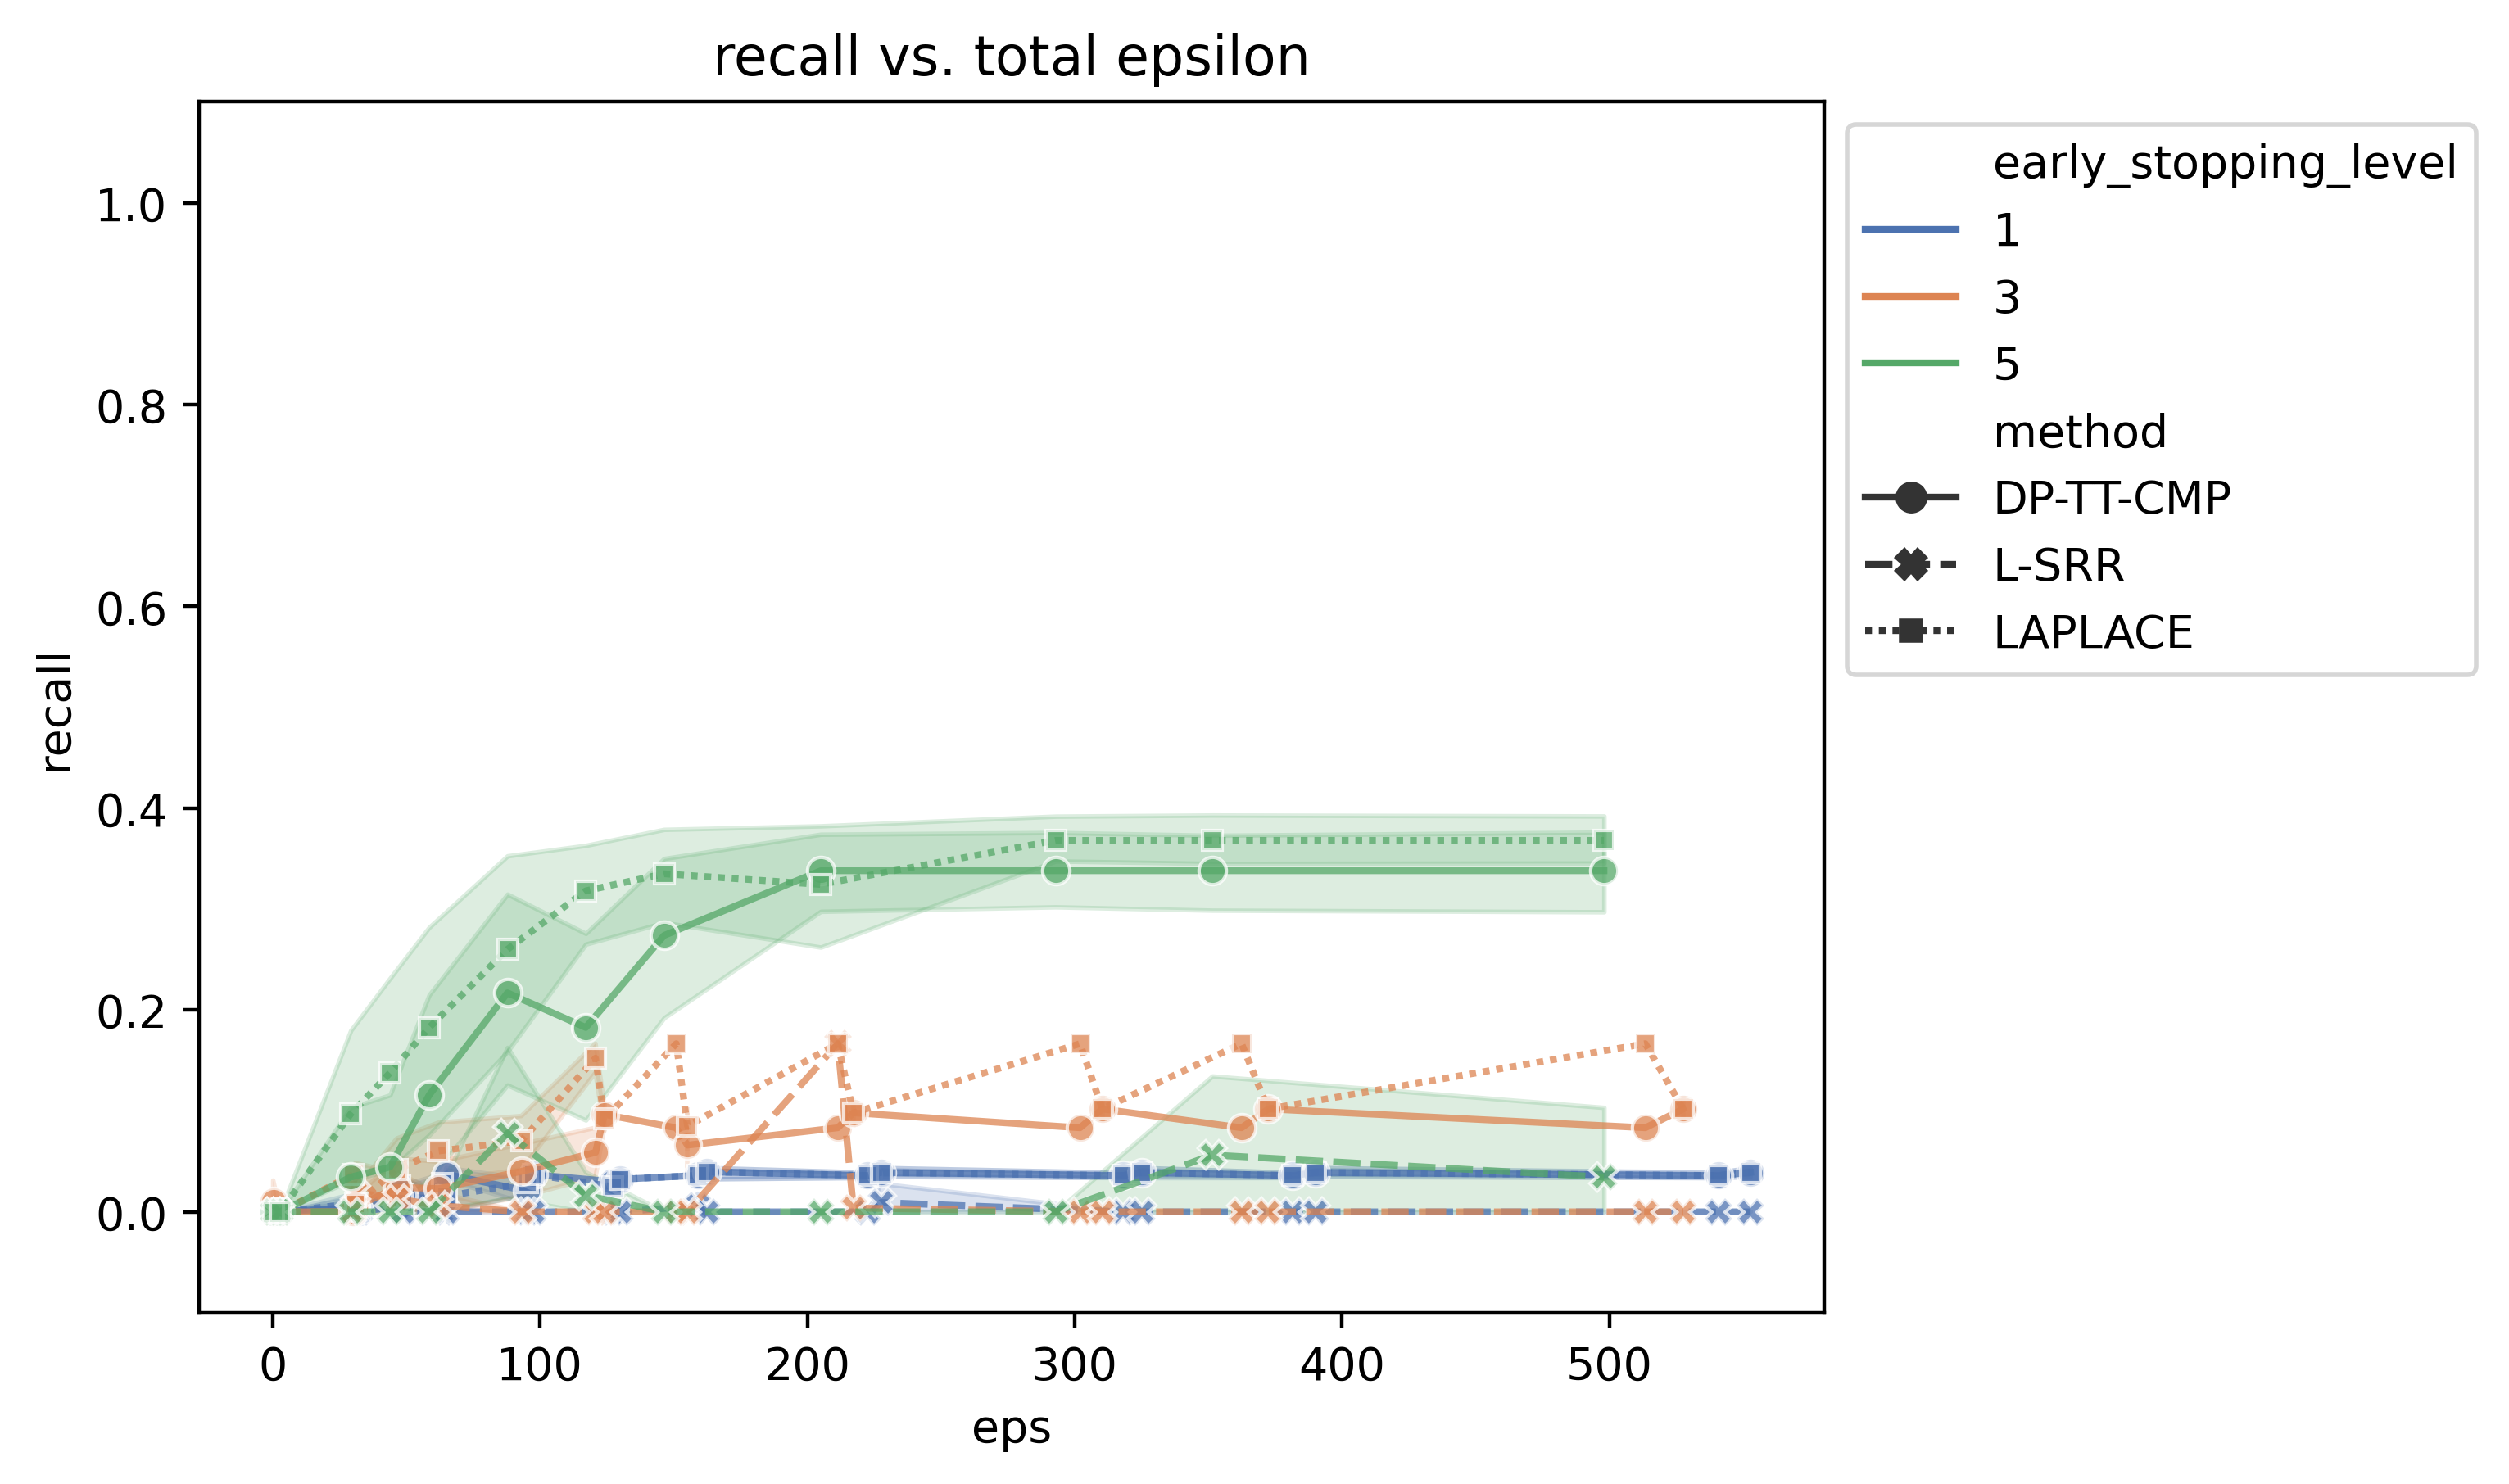 recall vs. total epsilon
recall
1.0
0.8
0.6
0.4
0.2
0.0
0 100 200 300 400 500
eps
early_stopping_level
1
3
5
method
DP-TT-CMP
L-SRR
LAPLACE